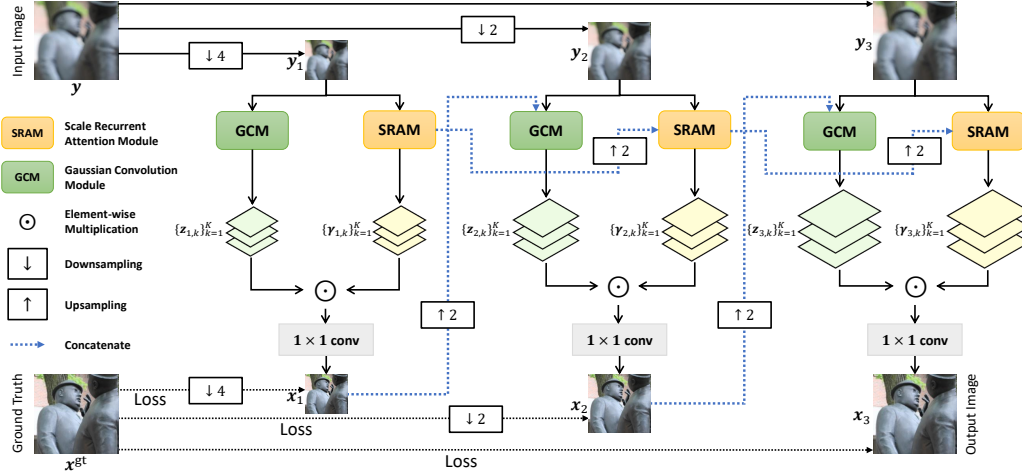 Input Image
y
↓ 4
↓ 2
y₁
y₂
y₃
SRAM
Scale Recurrent
Attention Module
GCM
Gaussian Convolution
Module
⊙
Element-wise
Multiplication
↓
Downsampling
↑
Upsampling
Concatenate
GCM
SRAM
GCM
↑ 2
SRAM
GCM
↑ 2
SRAM
{z₁,ₖ}ᴷₖ₌₁
{γ₁,ₖ}ᴷₖ₌₁
{z₂,ₖ}ᴷₖ₌₁
{γ₂,ₖ}ᴷₖ₌₁
{z₃,ₖ}ᴷₖ₌₁
{γ₃,ₖ}ᴷₖ₌₁
⊙
⊙
⊙
↑ 2
↑ 2
1 × 1 conv
1 × 1 conv
1 × 1 conv
Ground Truth
xᵍᵗ
Loss
↓ 4
x₁
Loss
↓ 2
x₂
Loss
x₃
Output Image